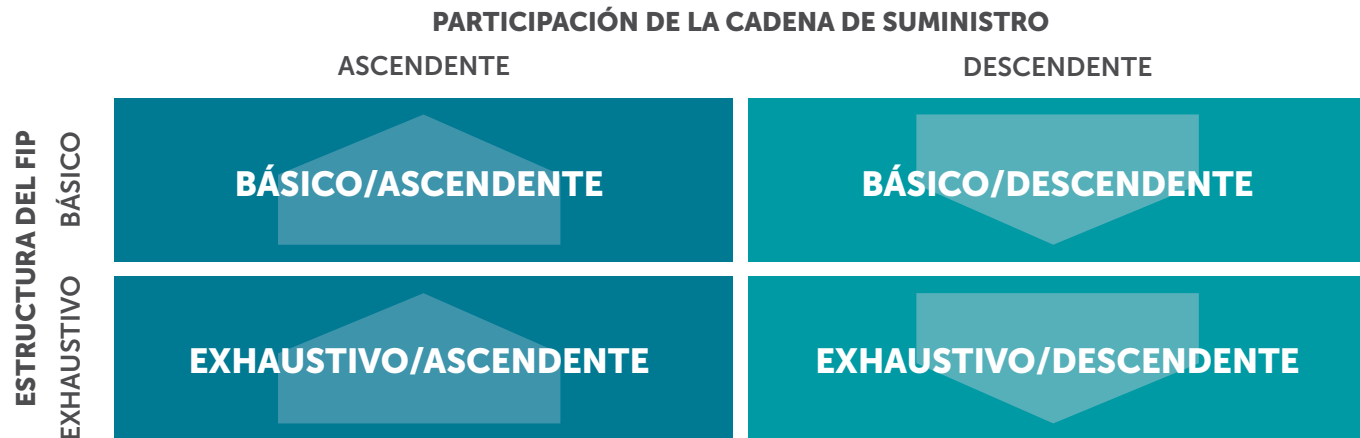 PARTICIPACIÓN DE LA CADENA DE SUMINISTRO
ASCENDENTE
DESCENDENTE
ESTRUCTURA DEL FIP
BÁSICO
BÁSICO/ASCENDENTE
BÁSICO/DESCENDENTE
EXHAUSTIVO
EXHAUSTIVO/ASCENDENTE
EXHAUSTIVO/DESCENDENTE